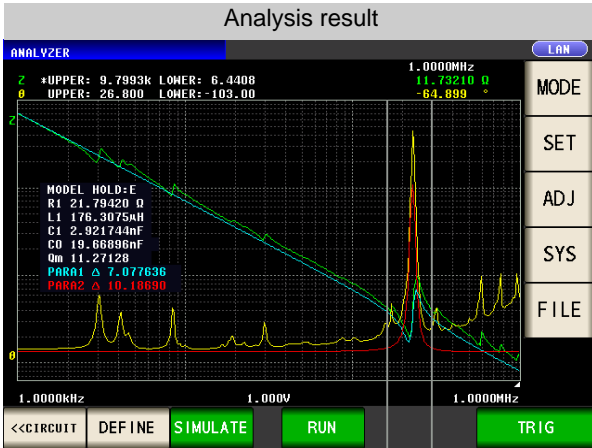 Analysis result
ANALYZER
LAN
1.0000MHz
Z *UPPER: 9.7993k LOWER: 6.4408 11.73210 Ω
θ UPPER: 26.800 LOWER:-103.00 -64.899 °
MODE
Z
SET
MODEL HOLD:E
R1 21.79420 Ω
L1 176.3075μH
C1 2.921744nF
C0 19.66896nF
Qm 11.27128
PARA1 △ 7.077636
PARA2 △ 10.18690
ADJ
SYS
FILE
θ
1.0000kHz 1.000V 1.0000MHz
<<CIRCUIT DEFINE SIMULATE RUN TRIG